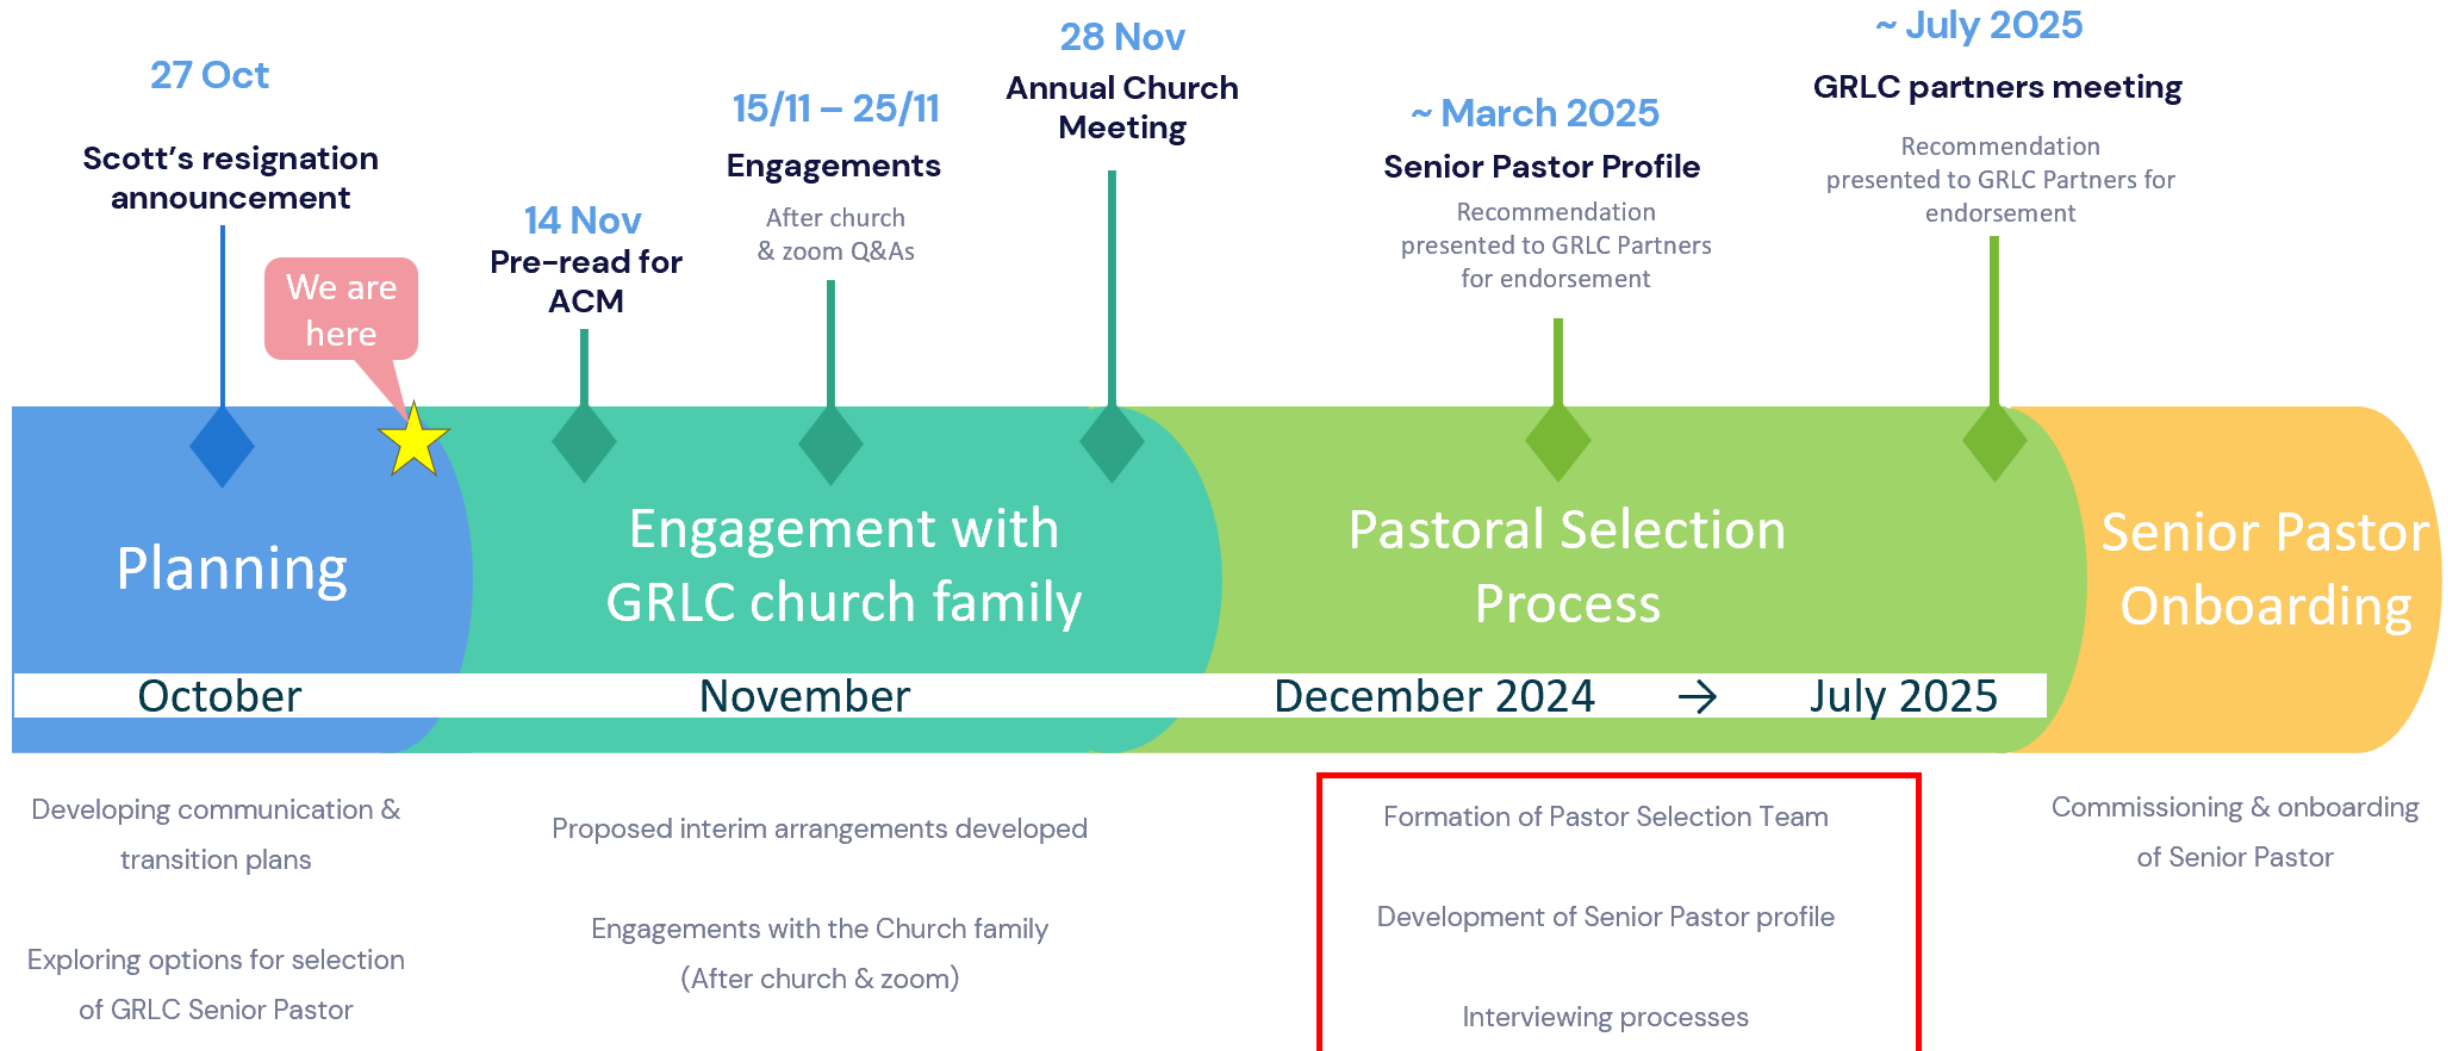 27 Oct
Scott's resignation
announcement
We are
here
14 Nov
Pre-read for
ACM
15/11 – 25/11
Engagements
After church
& zoom Q&As
28 Nov
Annual Church
Meeting
~ March 2025
Senior Pastor Profile
Recommendation
presented to GRLC Partners
for endorsement
~ July 2025
GRLC partners meeting
Recommendation
presented to GRLC Partners for
endorsement
Planning
Engagement with
GRLC church family
Pastoral Selection
Process
Senior Pastor
Onboarding
October
November
December 2024 → July 2025
Developing communication &
transition plans
Exploring options for selection
of GRLC Senior Pastor
Proposed interim arrangements developed
Engagements with the Church family
(After church & zoom)
Formation of Pastor Selection Team
Development of Senior Pastor profile
Interviewing processes
Commissioning & onboarding
of Senior Pastor